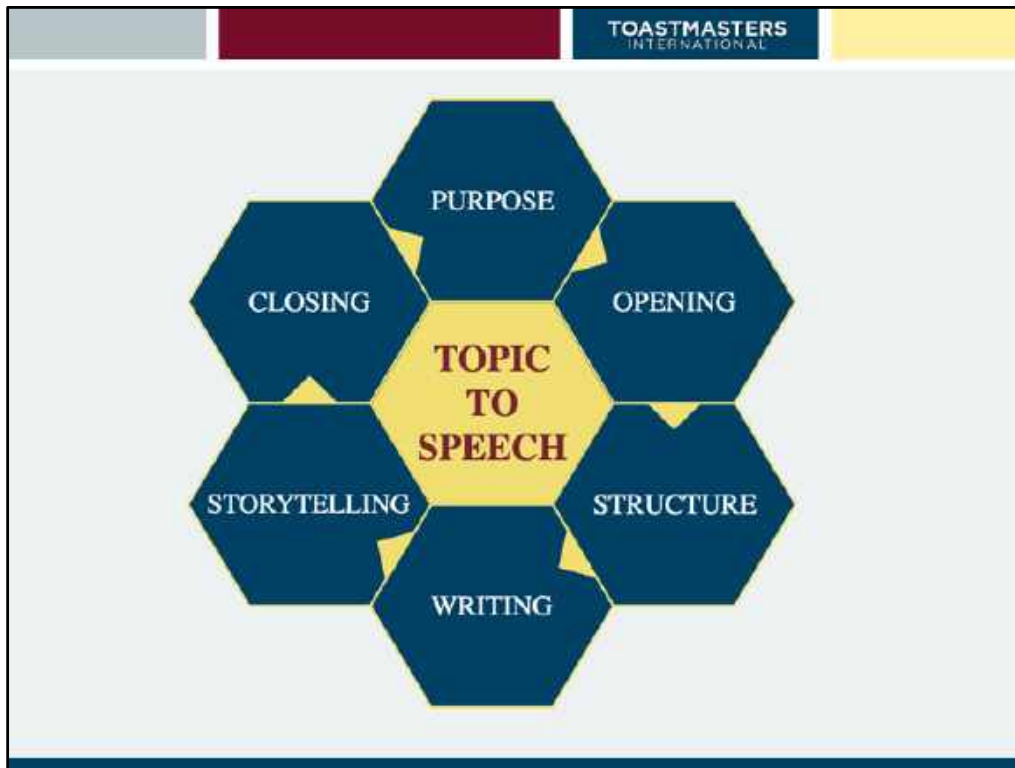 TOASTMASTERS
INTERNATIONAL
PURPOSE
CLOSING
OPENING
TOPIC
TO
SPEECH
STORYTELLING
STRUCTURE
WRITING